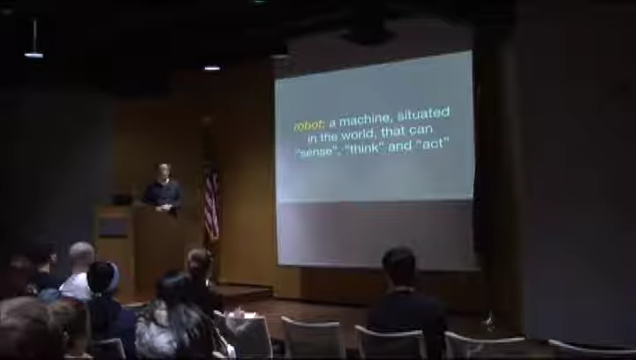 robot: a machine, situated
in the world, that can
"sense", "think" and "act"